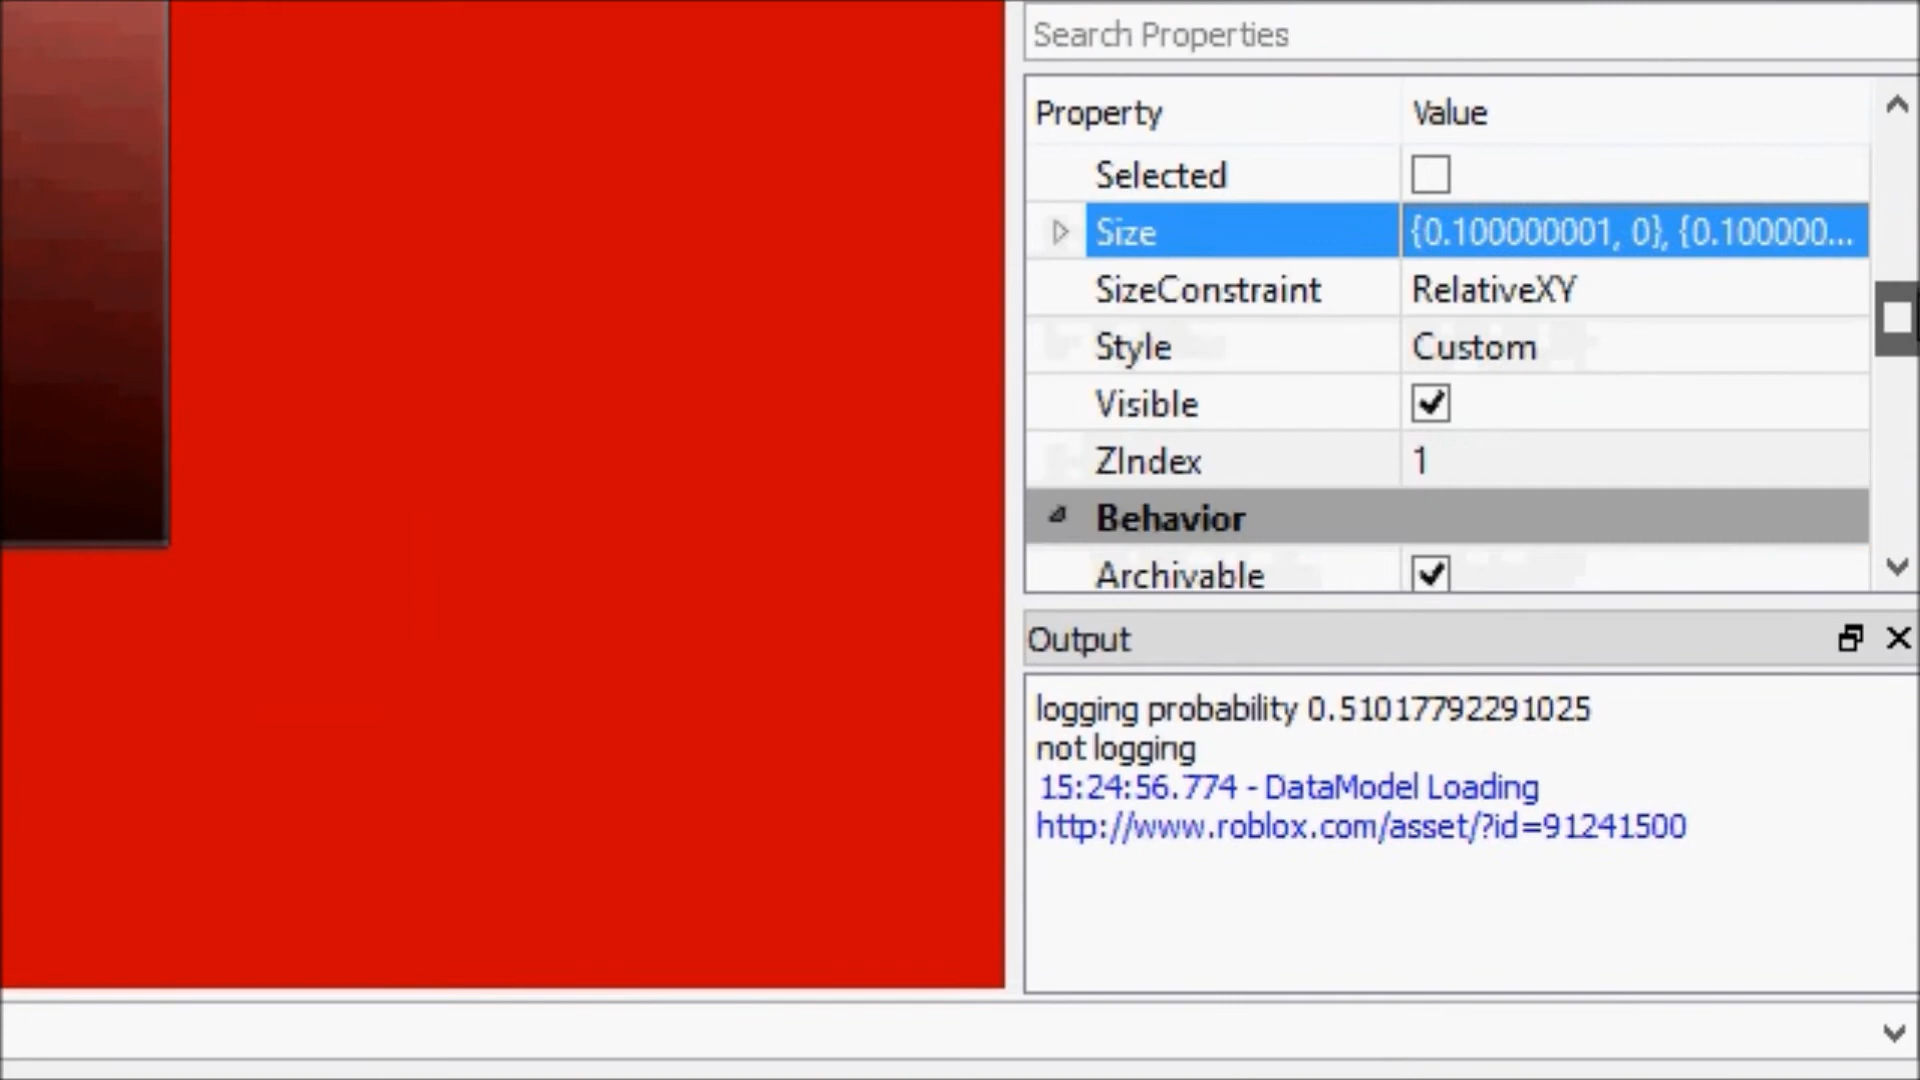 Search Properties
Property Value
Selected
Size {0.100000001, 0}, {0.100000...
SizeConstraint RelativeXY
Style Custom
Visible
ZIndex 1
Behavior
Archivable
Output
logging probability 0.51017792291025
not logging
15:24:56.774 - DataModel Loading
http://www.roblox.com/asset/?id=91241500